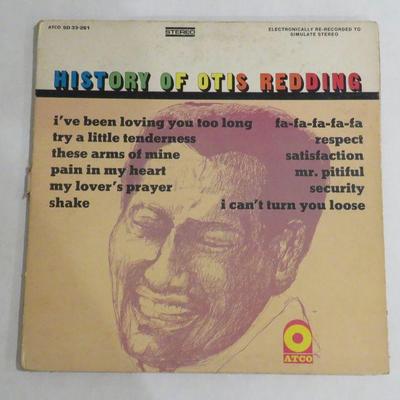 ATCO SD 33-261
STEREO
ELECTRONICALLY RE-RECORDED TO
SIMULATE STEREO
HISTORY OF OTIS REDDING
i've been loving you too long
try a little tenderness
these arms of mine
pain in my heart
my lover's prayer
shake
fa-fa-fa-fa-fa
respect
satisfaction
mr. pitiful
security
i can't turn you loose
ATCO